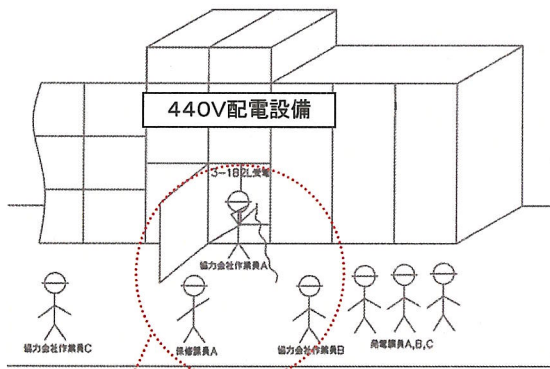 440V配電設備
3-182L受電
協力会社作業員A
協力会社作業員C
保修課員A
協力会社作業員B
発電課員A,B,C